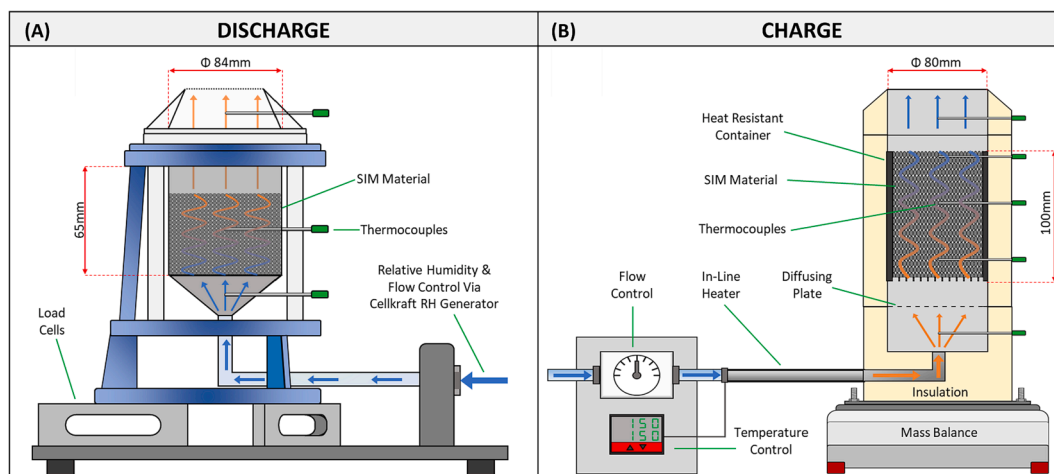 (A) DISCHARGE
Φ 84mm
65mm
SIM Material
Thermocouples
Relative Humidity &
Flow Control Via
Cellkraft RH Generator
Load
Cells
(B) CHARGE
Φ 80mm
Heat Resistant
Container
SIM Material
Thermocouples
100mm
Flow
Control
In-Line
Heater
Diffusing
Plate
150
150
Temperature
Control
Insulation
Mass Balance